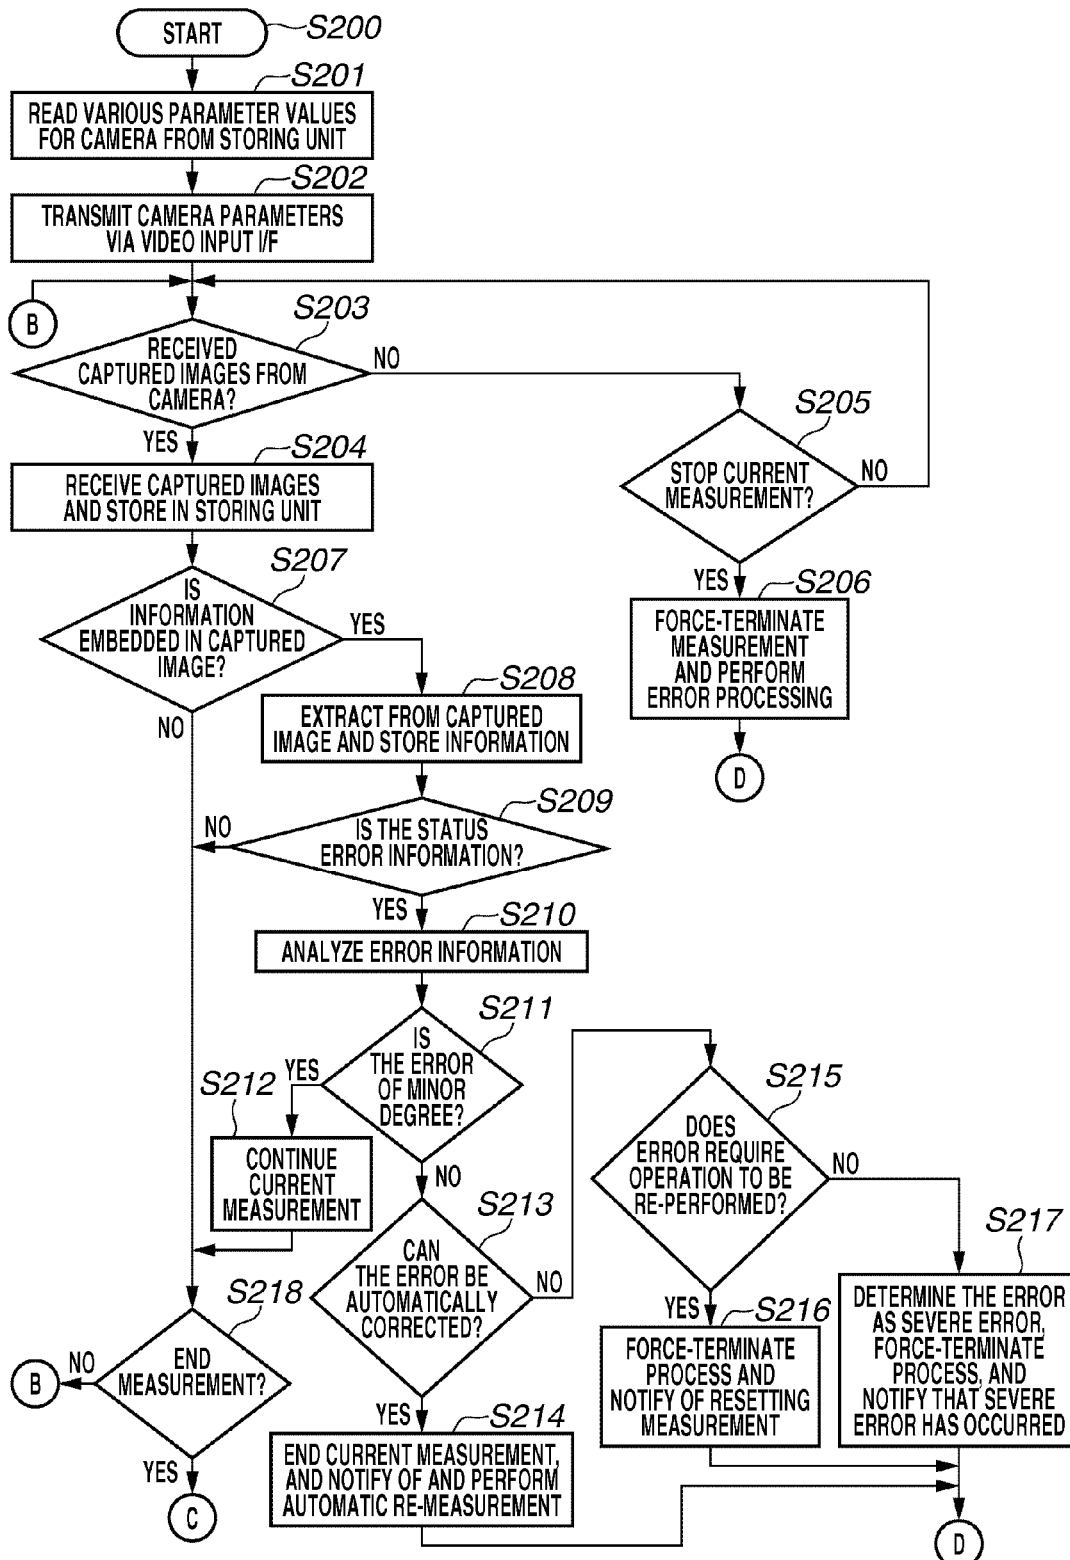 START
S200
S201
READ VARIOUS PARAMETER VALUES
FOR CAMERA FROM STORING UNIT
S202
TRANSMIT CAMERA PARAMETERS
VIA VIDEO INPUT I/F
B
S203
RECEIVED
CAPTURED IMAGES FROM
CAMERA?
NO
YES
S204
RECEIVE CAPTURED IMAGES
AND STORE IN STORING UNIT
S205
STOP CURRENT
MEASUREMENT?
NO
YES
S206
FORCE-TERMINATE
MEASUREMENT
AND PERFORM
ERROR PROCESSING
D
S207
IS
INFORMATION
EMBEDDED IN CAPTURED
IMAGE?
YES
NO
S208
EXTRACT FROM CAPTURED
IMAGE AND STORE INFORMATION
S209
IS THE STATUS
ERROR INFORMATION?
NO
YES
S210
ANALYZE ERROR INFORMATION
S211
IS
THE ERROR
OF MINOR
DEGREE?
YES
NO
S212
CONTINUE
CURRENT
MEASUREMENT
S213
CAN
THE ERROR BE
AUTOMATICALLY
CORRECTED?
NO
YES
S214
END CURRENT MEASUREMENT,
AND NOTIFY OF AND PERFORM
AUTOMATIC RE-MEASUREMENT
S215
DOES
ERROR REQUIRE
OPERATION TO BE
RE-PERFORMED?
NO
YES
S216
FORCE-TERMINATE
PROCESS AND
NOTIFY OF RESETTING
MEASUREMENT
S217
DETERMINE THE ERROR
AS SEVERE ERROR,
FORCE-TERMINATE
PROCESS, AND
NOTIFY THAT SEVERE
ERROR HAS OCCURRED
D
S218
END
MEASUREMENT?
NO
B
YES
C